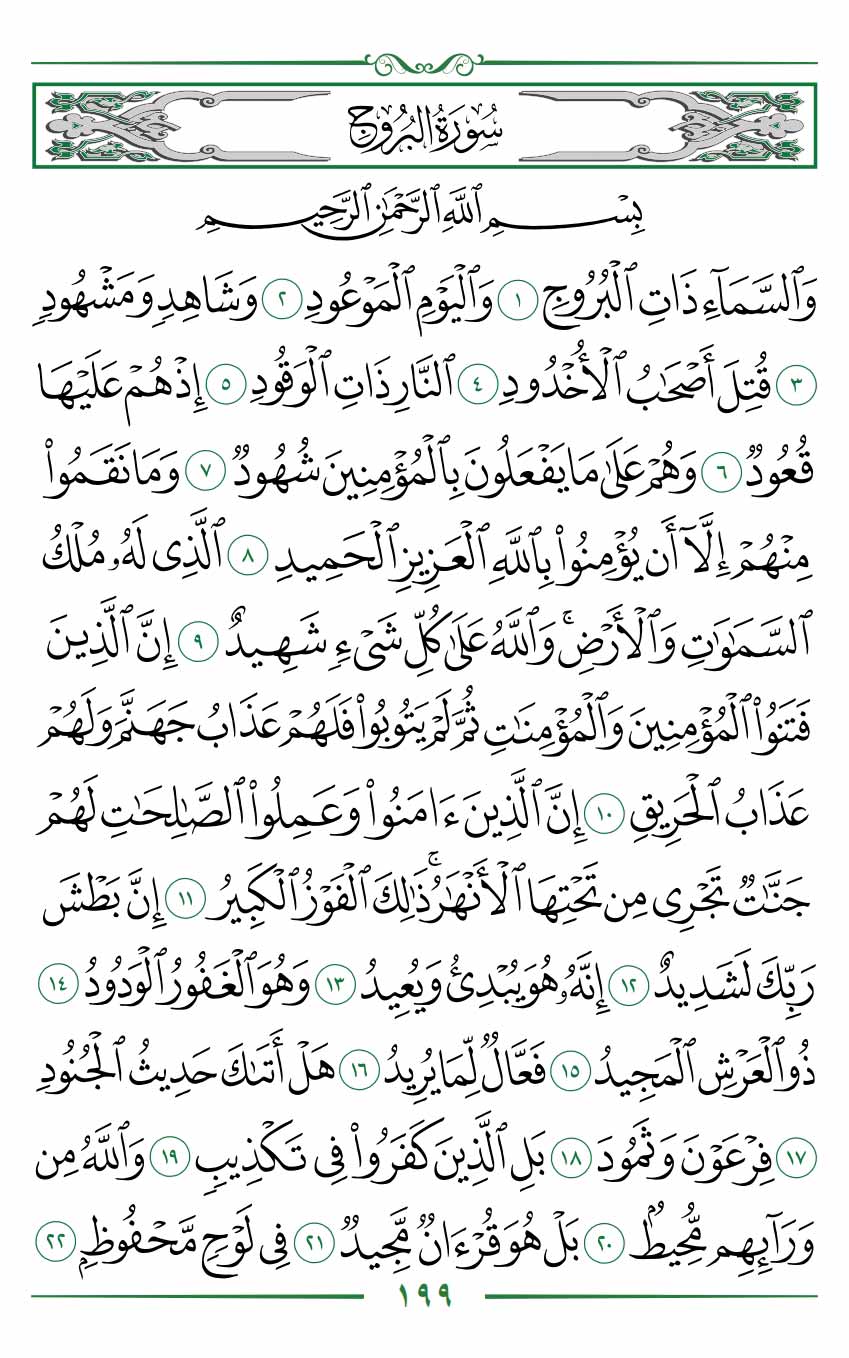 سُورَةُ البُرُوجِ
بِسْمِ ٱللَّهِ ٱلرَّحْمَٰنِ ٱلرَّحِيمِ
وَٱلسَّمَآءِ ذَاتِ ٱلْبُرُوجِ ١ وَٱلْيَوْمِ ٱلْمَوْعُودِ ٢ وَشَاهِدٍ وَمَشْهُودٍ
٣ قُتِلَ أَصْحَٰبُ ٱلْأُخْدُودِ ٤ ٱلنَّارِ ذَاتِ ٱلْوَقُودِ ٥ إِذْ هُمْ عَلَيْهَا
قُعُودٌ ٦ وَهُمْ عَلَىٰ مَا يَفْعَلُونَ بِٱلْمُؤْمِنِينَ شُهُودٌ ٧ وَمَا نَقَمُوا۟
مِنْهُمْ إِلَّآ أَن يُؤْمِنُوا۟ بِٱللَّهِ ٱلْعَزِيزِ ٱلْحَمِيدِ ٨ ٱلَّذِى لَهُۥ مُلْكُ
ٱلسَّمَٰوَٰتِ وَٱلْأَرْضِ ۚ وَٱللَّهُ عَلَىٰ كُلِّ شَىْءٍ شَهِيدٌ ٩ إِنَّ ٱلَّذِينَ
فَتَنُوا۟ ٱلْمُؤْمِنِينَ وَٱلْمُؤْمِنَٰتِ ثُمَّ لَمْ يَتُوبُوا۟ فَلَهُمْ عَذَابُ جَهَنَّمَ وَلَهُمْ
عَذَابُ ٱلْحَرِيقِ ١٠ إِنَّ ٱلَّذِينَ ءَامَنُوا۟ وَعَمِلُوا۟ ٱلصَّٰلِحَٰتِ لَهُمْ
جَنَّٰتٌ تَجْرِى مِن تَحْتِهَا ٱلْأَنْهَٰرُ ۚ ذَٰلِكَ ٱلْفَوْزُ ٱلْكَبِيرُ ١١ إِنَّ بَطْشَ
رَبِّكَ لَشَدِيدٌ ١٢ إِنَّهُۥ هُوَ يُبْدِئُ وَيُعِيدُ ١٣ وَهُوَ ٱلْغَفُورُ ٱلْوَدُودُ ١٤
ذُو ٱلْعَرْشِ ٱلْمَجِيدُ ١٥ فَعَّالٌ لِّمَا يُرِيدُ ١٦ هَلْ أَتَىٰكَ حَدِيثُ ٱلْجُنُودِ
١٧ فِرْعَوْنَ وَثَمُودَ ١٨ بَلِ ٱلَّذِينَ كَفَرُوا۟ فِى تَكْذِيبٍ ١٩ وَٱللَّهُ مِن
وَرَآئِهِم مُّحِيطٌۢ ٢٠ بَلْ هُوَ قُرْءَانٌ مَّجِيدٌ ٢١ فِى لَوْحٍ مَّحْفُوظٍۭ ٢٢
١٩٩